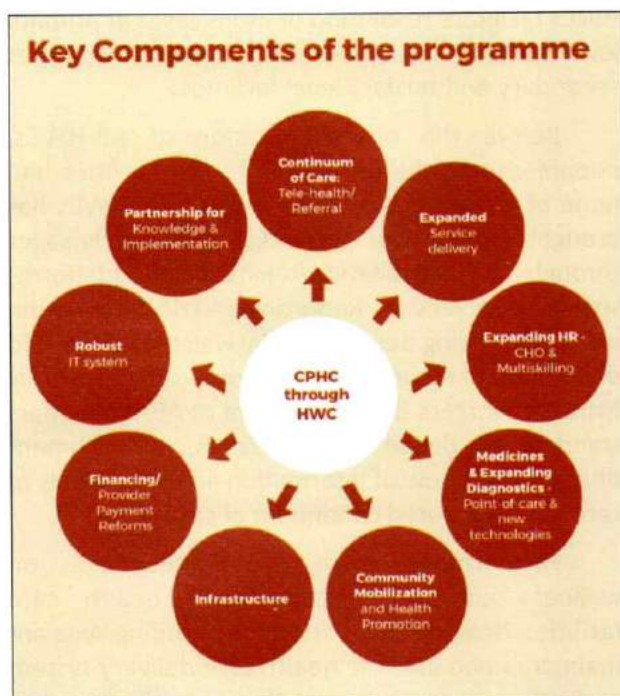 Key Components of the programme
Continuum
of Care:
Tele-health/
Referral
Expanded
Service
delivery
Expanding HR -
CHO &
Multiskilling
Medicines
& Expanding
Diagnostics -
Point-of-care &
new
technologies
Community
Mobilization
and Health
Promotion
Infrastructure
Financing/
Provider
Payment
Reforms
Robust
IT system
Partnership for
Knowledge &
Implementation
CPHC
through
HWC